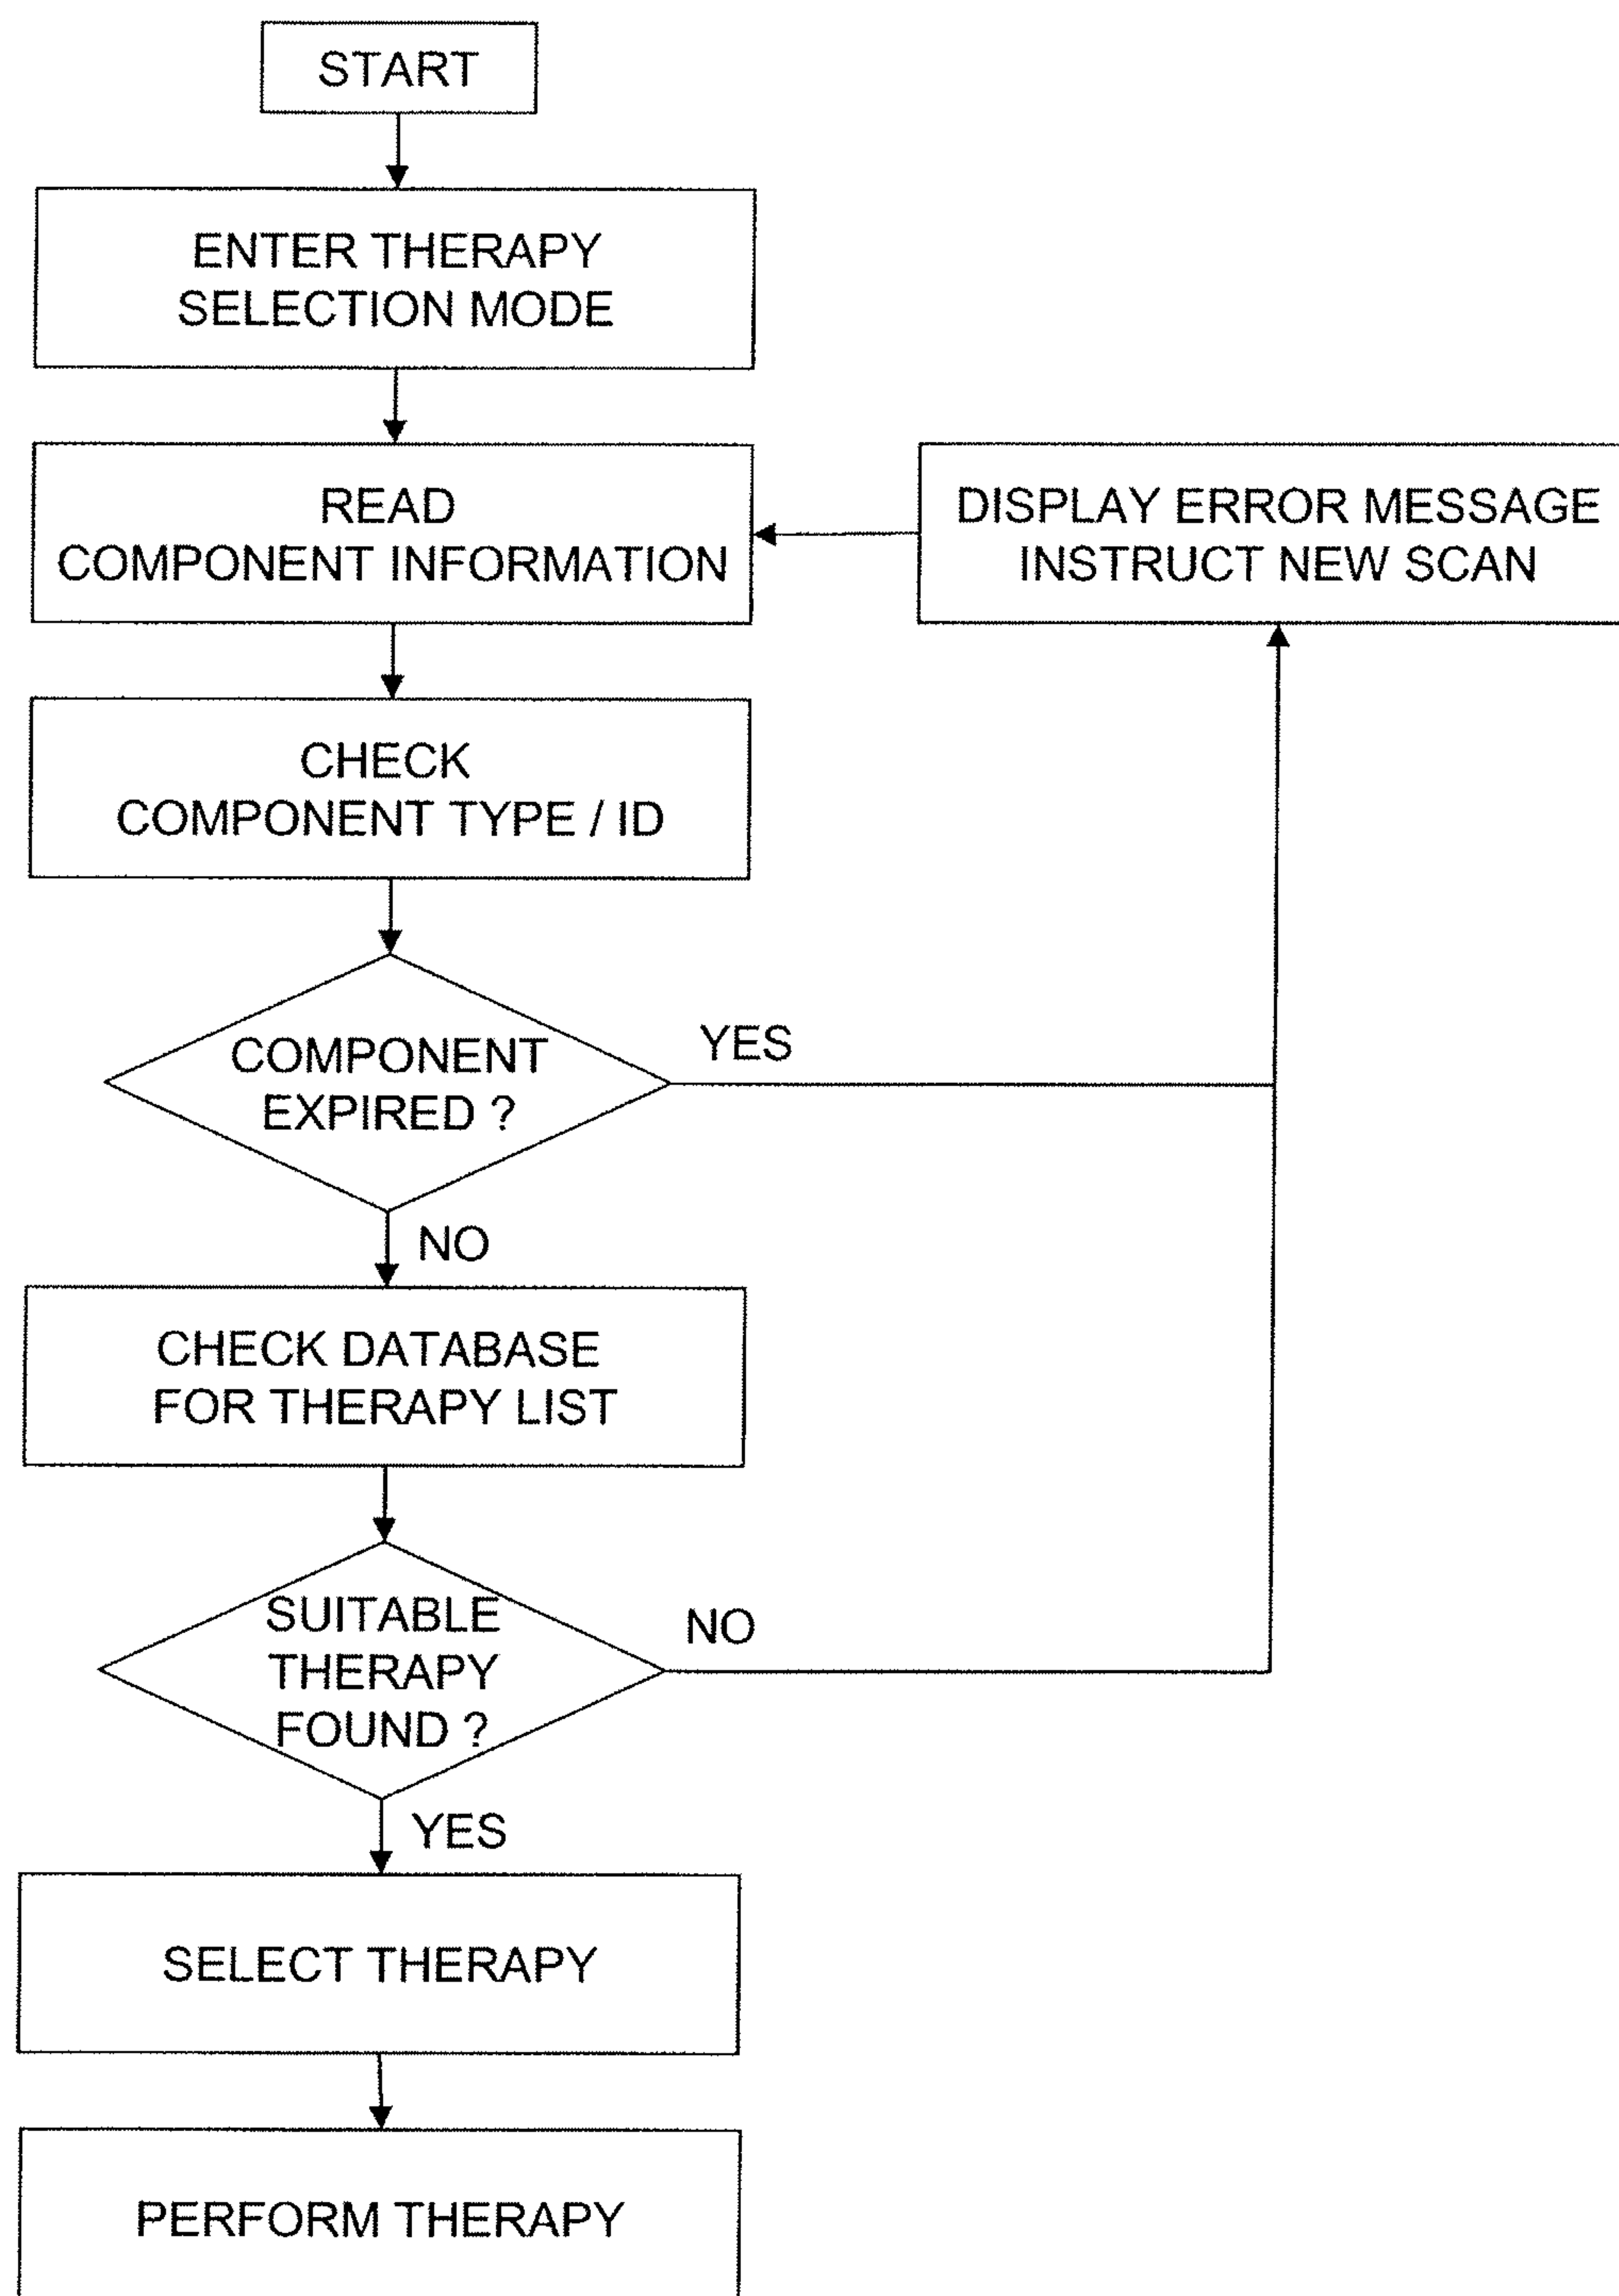 START
ENTER THERAPY
SELECTION MODE
READ
COMPONENT INFORMATION
DISPLAY ERROR MESSAGE
INSTRUCT NEW SCAN
CHECK
COMPONENT TYPE / ID
COMPONENT
EXPIRED ?
YES
NO
CHECK DATABASE
FOR THERAPY LIST
SUITABLE
THERAPY
FOUND ?
NO
YES
SELECT THERAPY
PERFORM THERAPY